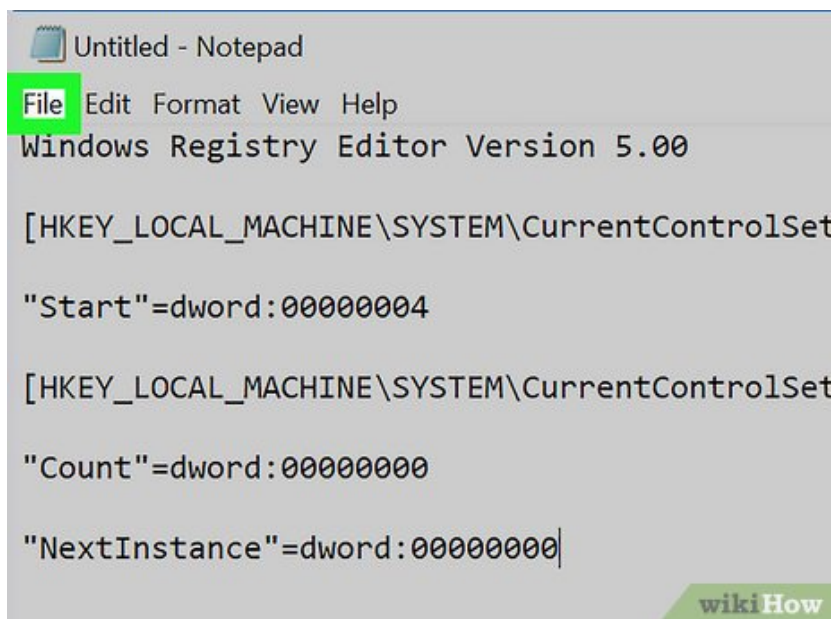 Untitled - Notepad
File Edit Format View Help
Windows Registry Editor Version 5.00
[HKEY_LOCAL_MACHINE\SYSTEM\CurrentControlSet
"Start"=dword:00000004
[HKEY_LOCAL_MACHINE\SYSTEM\CurrentControlSet
"Count"=dword:00000000
"NextInstance"=dword:00000000
wikiHow